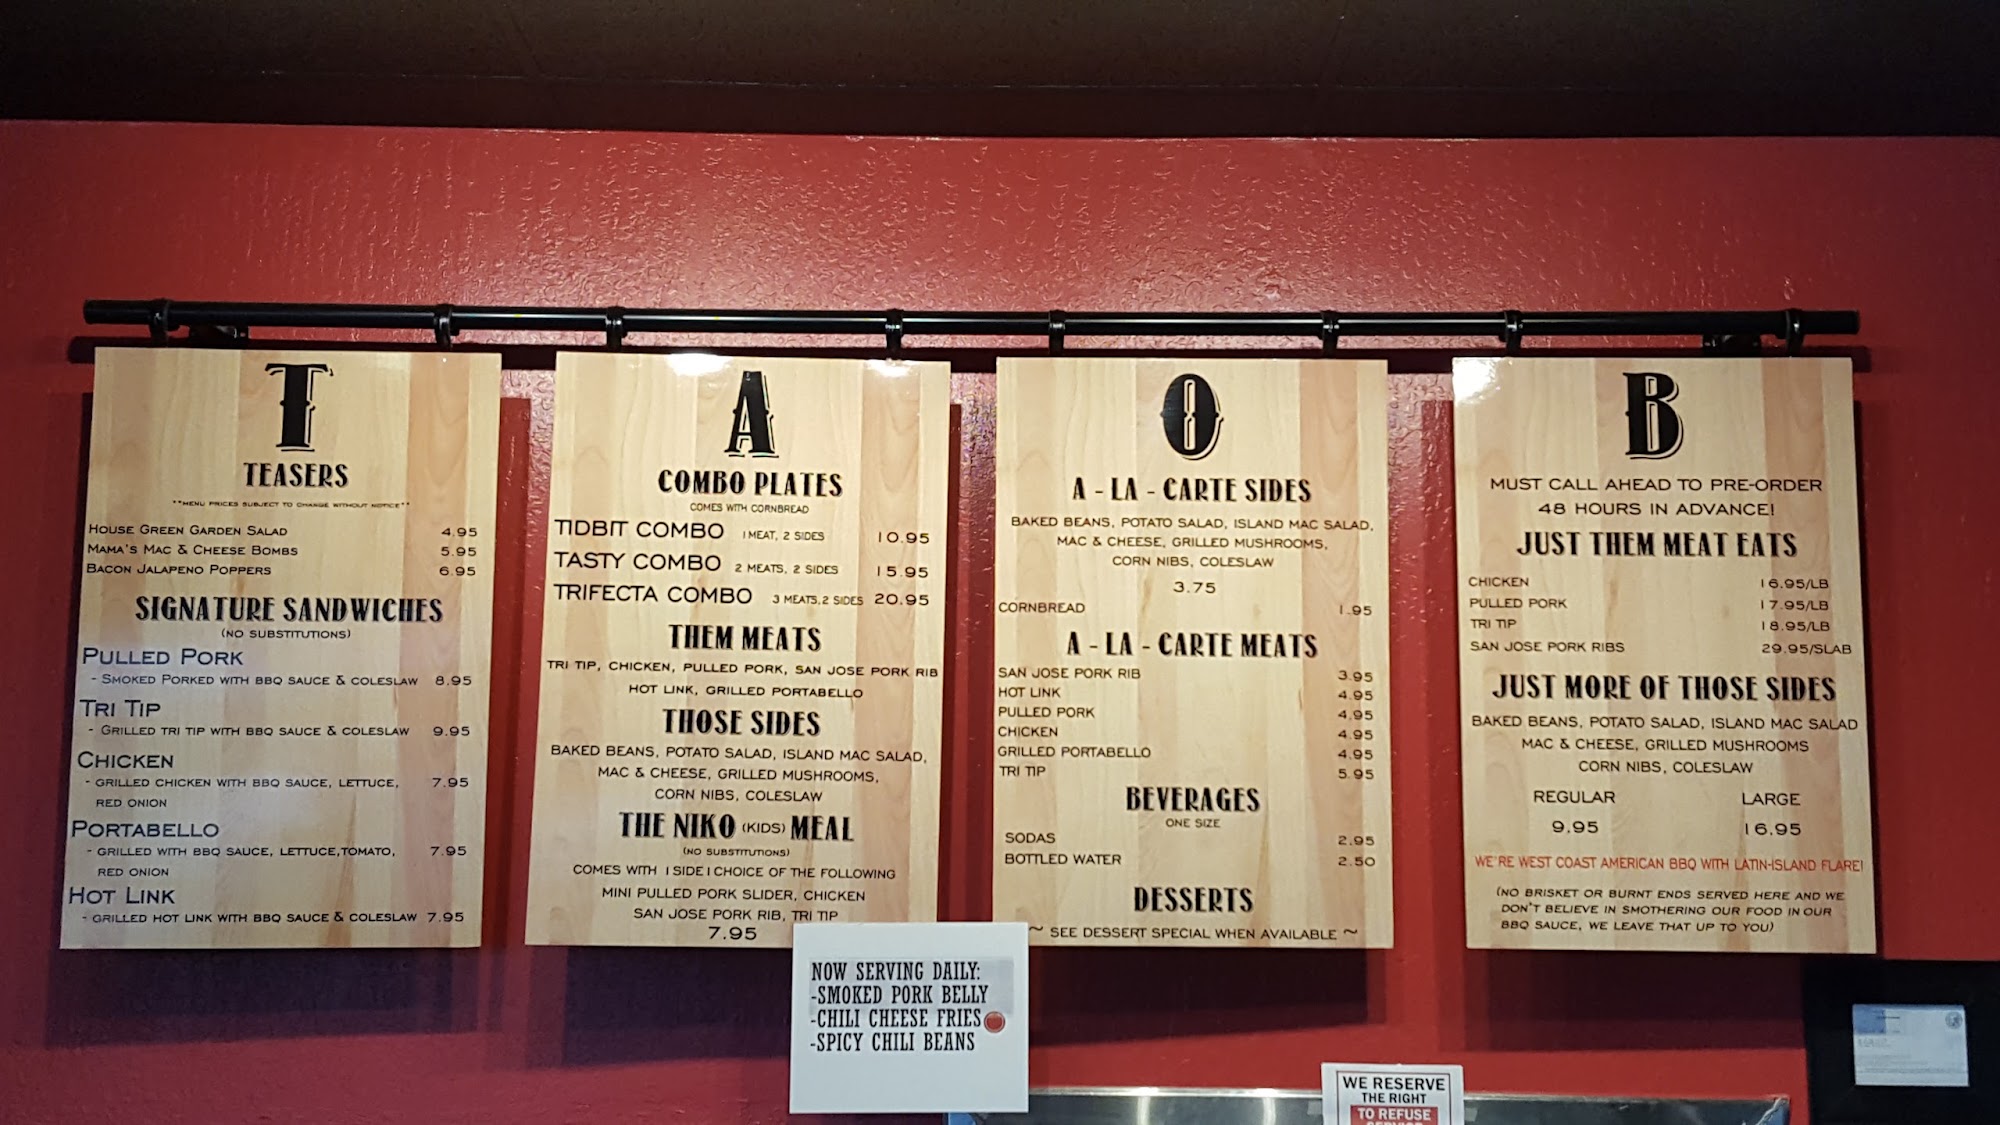 T
TEASERS
**MENU PRICES SUBJECT TO CHANGE WITHOUT NOTICE**
HOUSE GREEN GARDEN SALAD 4.95
MAMA'S MAC & CHEESE BOMBS 5.95
BACON JALAPENO POPPERS 6.95
SIGNATURE SANDWICHES
(NO SUBSTITUTIONS)
PULLED PORK
- SMOKED PORKED WITH BBQ SAUCE & COLESLAW 8.95
TRI TIP
- GRILLED TRI TIP WITH BBQ SAUCE & COLESLAW 9.95
CHICKEN
- GRILLED CHICKEN WITH BBQ SAUCE, LETTUCE, 7.95
RED ONION
PORTABELLO
- GRILLED WITH BBQ SAUCE, LETTUCE,TOMATO, 7.95
RED ONION
HOT LINK
- GRILLED HOT LINK WITH BBQ SAUCE & COLESLAW 7.95
A
COMBO PLATES
COMES WITH CORNBREAD
TIDBIT COMBO 1 MEAT, 2 SIDES 10.95
TASTY COMBO 2 MEATS, 2 SIDES 15.95
TRIFECTA COMBO 3 MEATS,2 SIDES 20.95
THEM MEATS
TRI TIP, CHICKEN, PULLED PORK, SAN JOSE PORK RIB
HOT LINK, GRILLED PORTABELLO
THOSE SIDES
BAKED BEANS, POTATO SALAD, ISLAND MAC SALAD,
MAC & CHEESE, GRILLED MUSHROOMS,
CORN NIBS, COLESLAW
THE NIKO (KIDS) MEAL
(NO SUBSTITUTIONS)
COMES WITH 1 SIDE 1 CHOICE OF THE FOLLOWING
MINI PULLED PORK SLIDER, CHICKEN
SAN JOSE PORK RIB, TRI TIP
7.95
O
A - LA - CARTE SIDES
BAKED BEANS, POTATO SALAD, ISLAND MAC SALAD,
MAC & CHEESE, GRILLED MUSHROOMS,
CORN NIBS, COLESLAW
3.75
CORNBREAD 1.95
A - LA - CARTE MEATS
SAN JOSE PORK RIB 3.95
HOT LINK 4.95
PULLED PORK 4.95
CHICKEN 4.95
GRILLED PORTABELLO 4.95
TRI TIP 5.95
BEVERAGES
ONE SIZE
SODAS 2.95
BOTTLED WATER 2.50
DESSERTS
~ SEE DESSERT SPECIAL WHEN AVAILABLE ~
B
MUST CALL AHEAD TO PRE-ORDER
48 HOURS IN ADVANCE!
JUST THEM MEAT EATS
CHICKEN 16.95/LB
PULLED PORK 17.95/LB
TRI TIP 18.95/LB
SAN JOSE PORK RIBS 29.95/SLAB
JUST MORE OF THOSE SIDES
BAKED BEANS, POTATO SALAD, ISLAND MAC SALAD
MAC & CHEESE, GRILLED MUSHROOMS
CORN NIBS, COLESLAW
REGULAR LARGE
9.95 16.95
WE'RE WEST COAST AMERICAN BBQ WITH LATIN-ISLAND FLARE!
(NO BRISKET OR BURNT ENDS SERVED HERE AND WE
DON'T BELIEVE IN SMOTHERING OUR FOOD IN OUR
BBQ SAUCE, WE LEAVE THAT UP TO YOU)
NOW SERVING DAILY:
-SMOKED PORK BELLY
-CHILI CHEESE FRIES
-SPICY CHILI BEANS
WE RESERVE
THE RIGHT
TO REFUSE
SERVICE